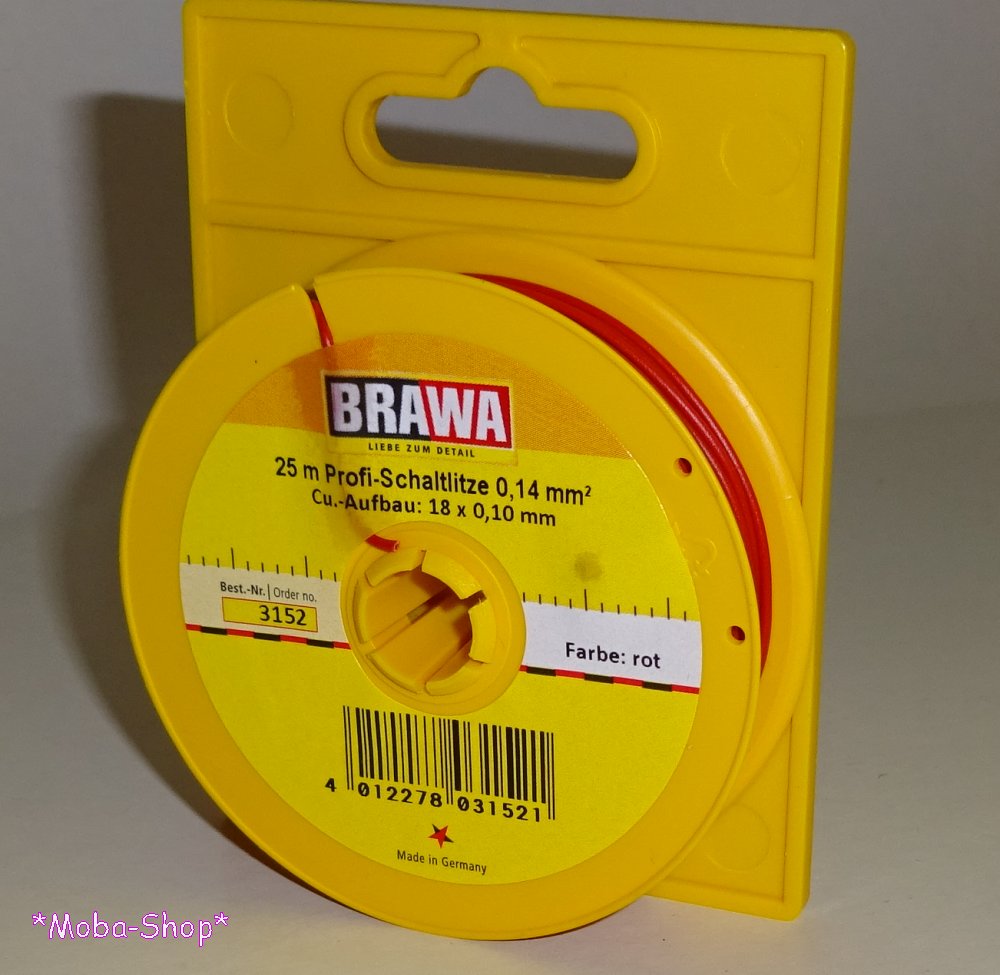 BRAWA
LIEBE ZUM DETAIL
25 m Profi-Schaltlitze 0,14 mm²
Cu.-Aufbau: 18 x 0,10 mm
Best.-Nr. | Order no.
3152
Farbe: rot
4 012278 031521
Made in Germany
*Moba-Shop*